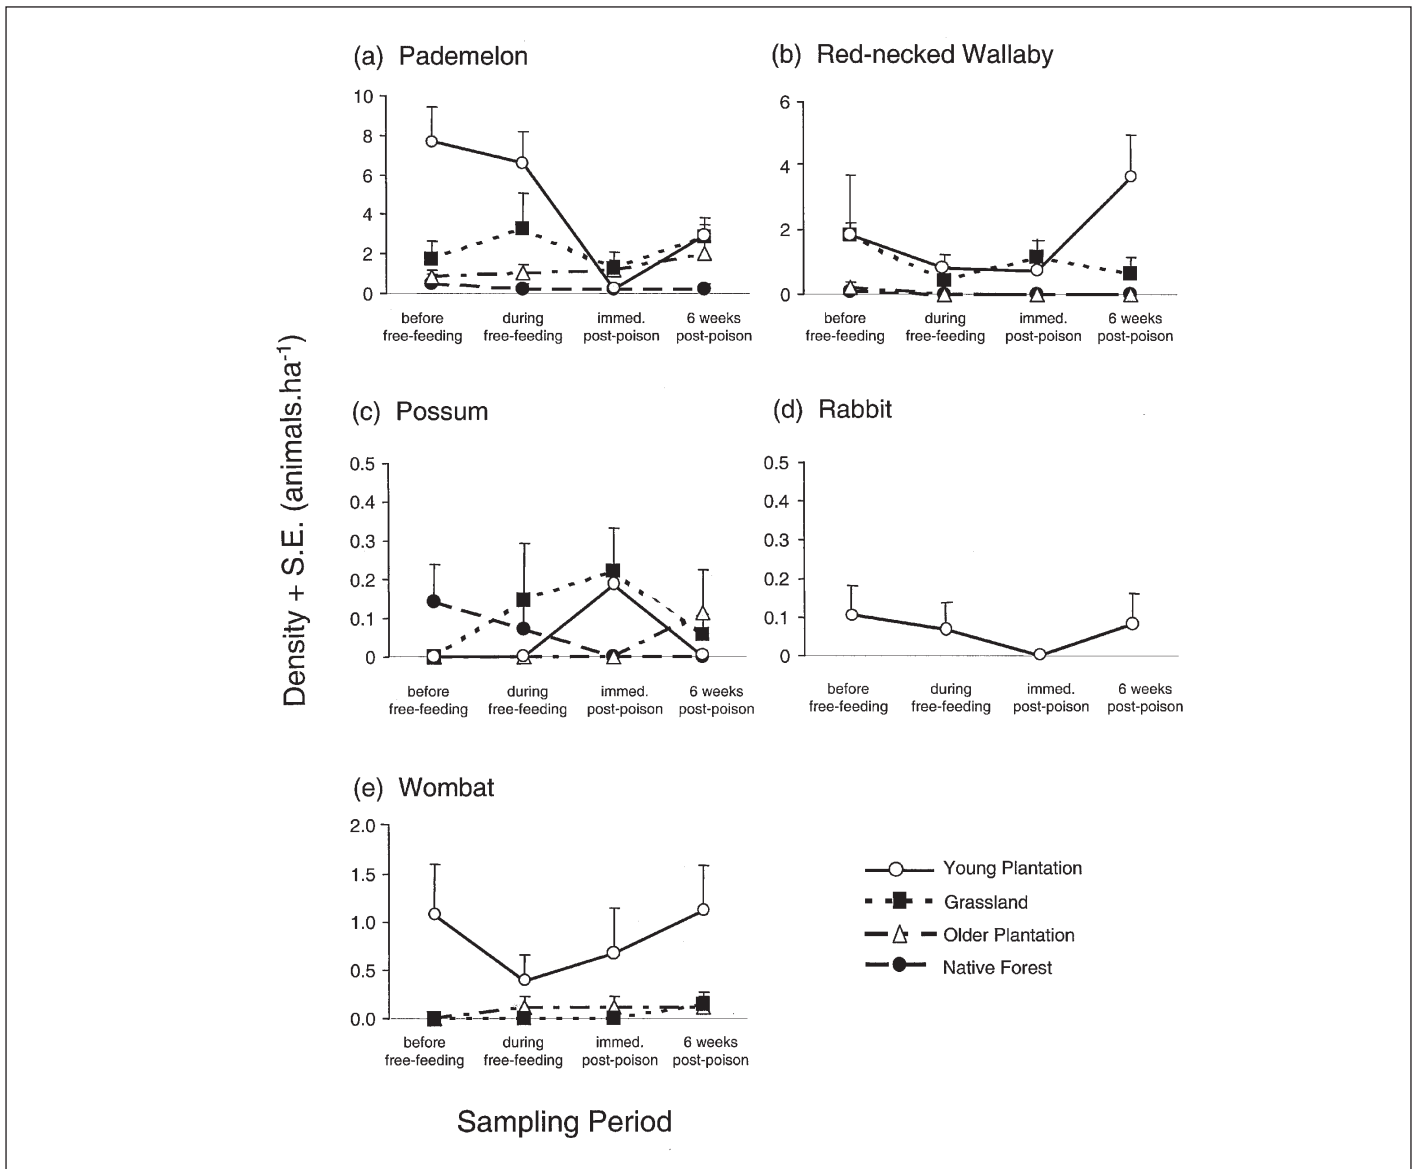 (a) Pademelon
10
8
6
4
2
0
before during immed. 6 weeks
free-feeding free-feeding post-poison post-poison
(b) Red-necked Wallaby
6
4
2
0
before during immed. 6 weeks
free-feeding free-feeding post-poison post-poison
Density + S.E. (animals.ha⁻¹)
(c) Possum
0.5
0.4
0.3
0.2
0.1
0
before during immed. 6 weeks
free-feeding free-feeding post-poison post-poison
(d) Rabbit
0.5
0.4
0.3
0.2
0.1
0
before during immed. 6 weeks
free-feeding free-feeding post-poison post-poison
(e) Wombat
2.0
1.5
1.0
0.5
0.0
before during immed. 6 weeks
free-feeding free-feeding post-poison post-poison
Young Plantation
Grassland
Older Plantation
Native Forest
Sampling Period